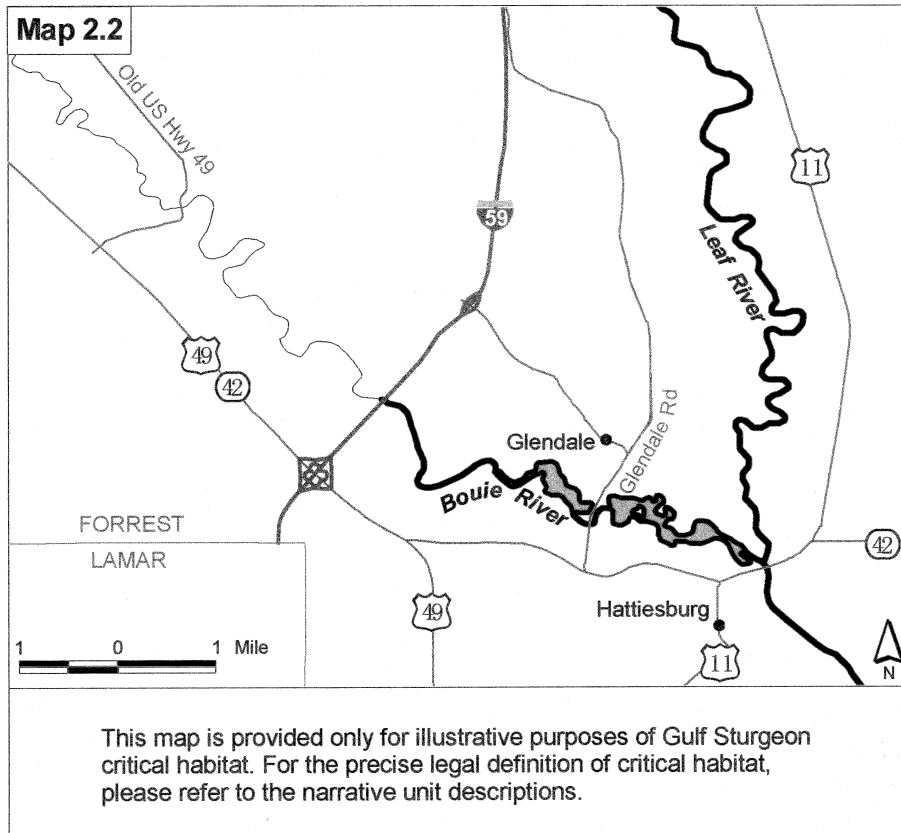 Map 2.2
Old US Hwy 49
11
59
Leaf River
49
42
Glendale
Glendale Rd
Bouie River
FORREST
LAMAR
42
49
Hattiesburg
11
1 0 1 Mile
N
This map is provided only for illustrative purposes of Gulf Sturgeon
critical habitat. For the precise legal definition of critical habitat,
please refer to the narrative unit descriptions.